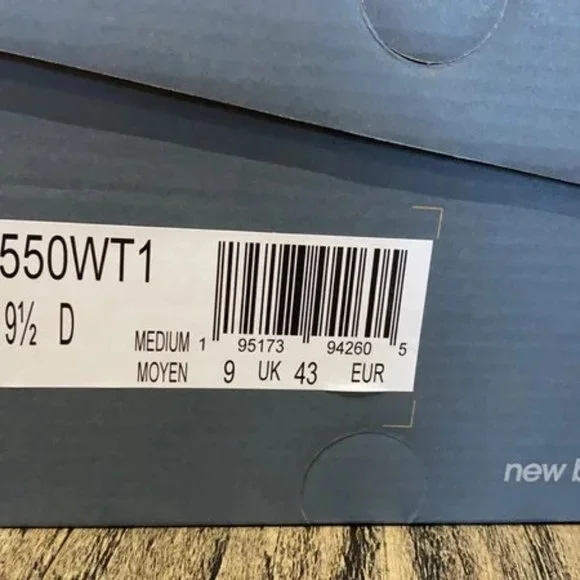 550WT1
9½ D
MEDIUM 1 95173 94260 5
MOYEN 9 UK 43 EUR
new b